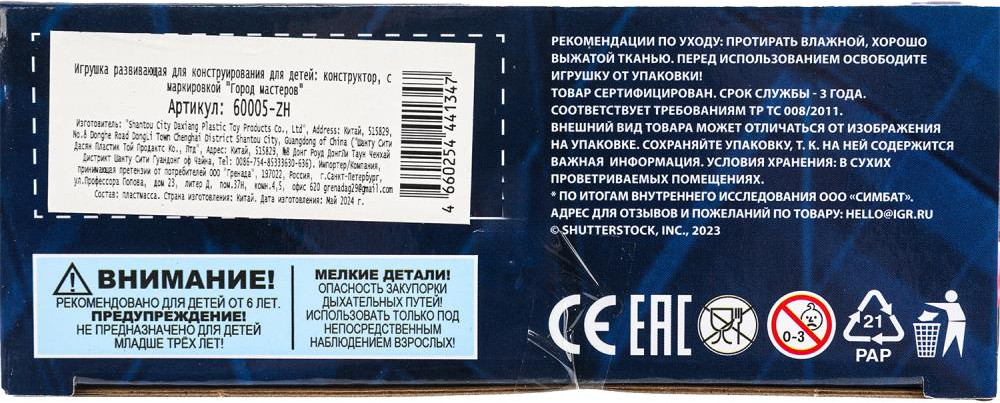 Игрушка развивающая для конструирования для детей: конструктор, с
маркировкой "Город мастеров"
Артикул: 60005-ZH
Изготовитель: "Shantou City Daxiang Plastic Toy Products Co., Ltd", Address: Китай, 515829,
No.8 Donghe Road DongLi Town Chenghai District Shantou City, Guangdong of China ("Шанту Сити
Дасян Пластик Той Продактс Ко., Лтд", Адрес: Китай, 515829, №8 Донг Роуд ДонгЛи Таун Ченхай
Дистрикт Шанту Сити Гуандонг оф Чайна, Tel: 0086-754-85333630-636). Импортер/Компания,
принимающая претензии от потребителей ООО "Гренада", 197022, Россия, г.Санкт-Петербург,
ул.Профессора Попова, дом 23, литер Д, пом.37Н, комн.4,5, офис 620 grenadag29@gmail.com
Состав: пластмасса. Страна изготовления: Китай. Дата изготовления: Май 2024 г.
4 660254 441347
РЕКОМЕНДАЦИИ ПО УХОДУ: ПРОТИРАТЬ ВЛАЖНОЙ, ХОРОШО
ВЫЖАТОЙ ТКАНЬЮ. ПЕРЕД ИСПОЛЬЗОВАНИЕМ ОСВОБОДИТЕ
ИГРУШКУ ОТ УПАКОВКИ!
ТОВАР СЕРТИФИЦИРОВАН. СРОК СЛУЖБЫ - 3 ГОДА.
СООТВЕТСТВУЕТ ТРЕБОВАНИЯМ ТР ТС 008/2011.
ВНЕШНИЙ ВИД ТОВАРА МОЖЕТ ОТЛИЧАТЬСЯ ОТ ИЗОБРАЖЕНИЯ
НА УПАКОВКЕ. СОХРАНЯЙТЕ УПАКОВКУ, Т. К. НА НЕЙ СОДЕРЖИТСЯ
ВАЖНАЯ ИНФОРМАЦИЯ. УСЛОВИЯ ХРАНЕНИЯ: В СУХИХ
ПРОВЕТРИВАЕМЫХ ПОМЕЩЕНИЯХ.
* ПО ИТОГАМ ВНУТРЕННЕГО ИССЛЕДОВАНИЯ ООО «СИМБАТ».
АДРЕС ДЛЯ ОТЗЫВОВ И ПОЖЕЛАНИЙ ПО ТОВАРУ: HELLO@IGR.RU
© SHUTTERSTOCK, INC., 2023
ВНИМАНИЕ!
РЕКОМЕНДОВАНО ДЛЯ ДЕТЕЙ ОТ 6 ЛЕТ.
ПРЕДУПРЕЖДЕНИЕ!
НЕ ПРЕДНАЗНАЧЕНО ДЛЯ ДЕТЕЙ
МЛАДШЕ ТРЁХ ЛЕТ!
МЕЛКИЕ ДЕТАЛИ!
ОПАСНОСТЬ ЗАКУПОРКИ
ДЫХАТЕЛЬНЫХ ПУТЕЙ!
ИСПОЛЬЗОВАТЬ ТОЛЬКО ПОД
НЕПОСРЕДСТВЕННЫМ
НАБЛЮДЕНИЕМ ВЗРОСЛЫХ!
CE EAC
0-3
21
PAP